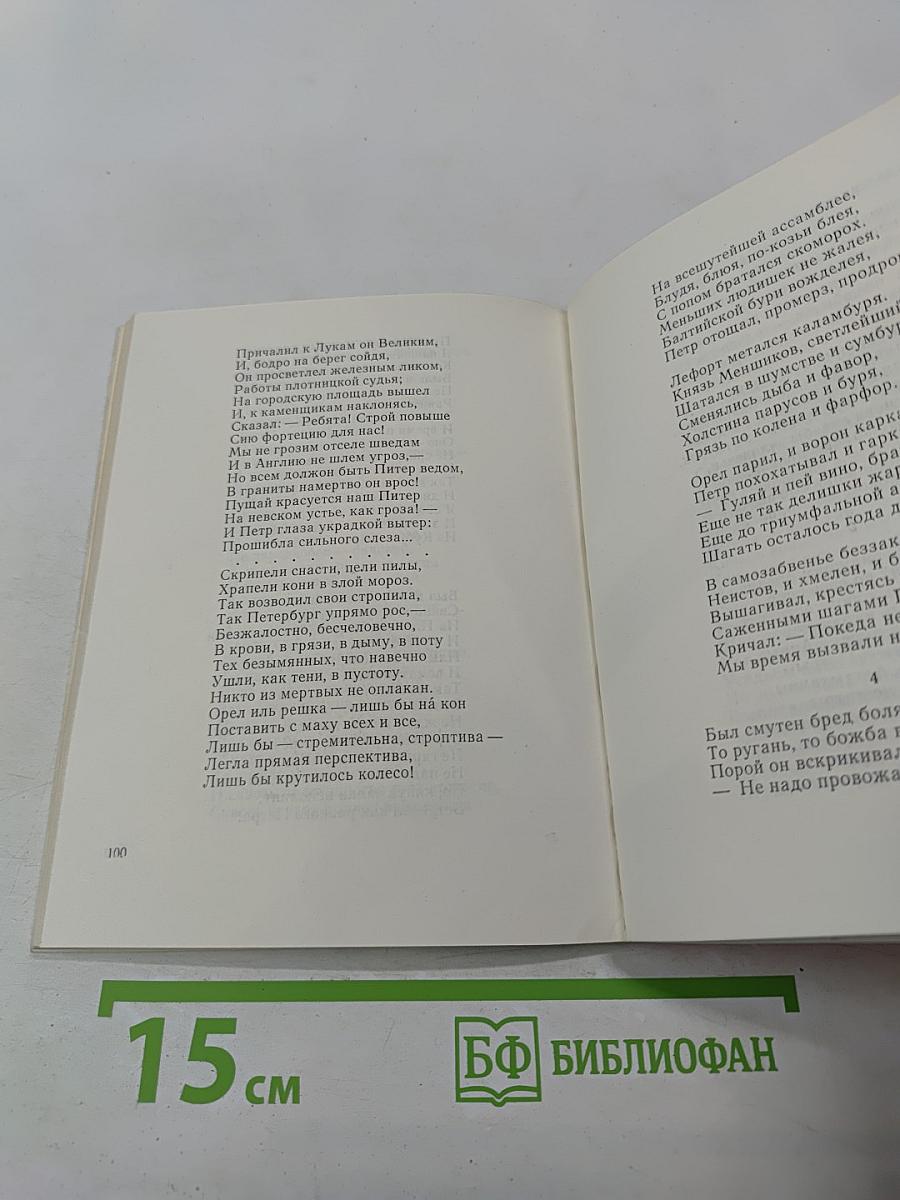 Причалил к Лукам он Великим,
И, бодро на берег сойдя,
Он просветлел железным ликом,
Работы плотницкой судья;
На городскую площадь вышел
И, к каменщикам наклонясь,
Сказал: — Ребята! Строй повыше
Сию фортецию для нас!
Мы не грозим отселе шведам
И в Англию не шлем угроз,—
Но всем должен быть Питер ведом,
В граниты намертво он врос!
Пущай красуется наш Питер
На невском устье, как гроза! —
И Петр глаза украдкой вытер:
Прошибла сильного слеза...
. . . . . . . . . .
Скрипели снасти, пели пилы,
Храпели кони в злой мороз.
Так возводил свои стропила,
Так Петербург упрямо рос,—
Безжалостно, бесчеловечно,
В крови, в грязи, в дыму, в поту
Тех безымянных, что навечно
Ушли, как тени, в пустоту.
Никто из мертвых не оплакан.
Орел иль решка — лишь бы на́ кон
Поставить с маху всех и все,
Лишь бы — стремительна, строптива —
Легла прямая перспектива,
Лишь бы крутилось колесо!
100
На всешутейшей ассамблее,
Блудя, блюя, по-козьи блея,
С попом братался скоморох.
Меньших людишек не жалея,
Балтийской бури вожделея,
Петр отощал, промерз, продро
Лефорт метался каламбуря.
Князь Меншиков, светлейший
Шатался в шумстве и сумбур
Сменялись дыба и фавор,
Холстина парусов и буря,
Грязь по колена и фарфор.
Орел парил, и ворон карка
Петр похохатывал и гарк
— Гуляй и пей вино, бра
Еще не так делишки жар
Еще до триумфальной а
Шагать осталось года д
В самозабвенье беззак
Неистов, и хмелен, и б
Вышагивал, крестясь
Саженными шагами
Кричал: — Покеда не
Мы время вызвали н
4
Был смутен бред боля
То ругань, то божба
Порой он вскрикивал
— Не надо провожа
15 см
БФ БИБЛИОФАН